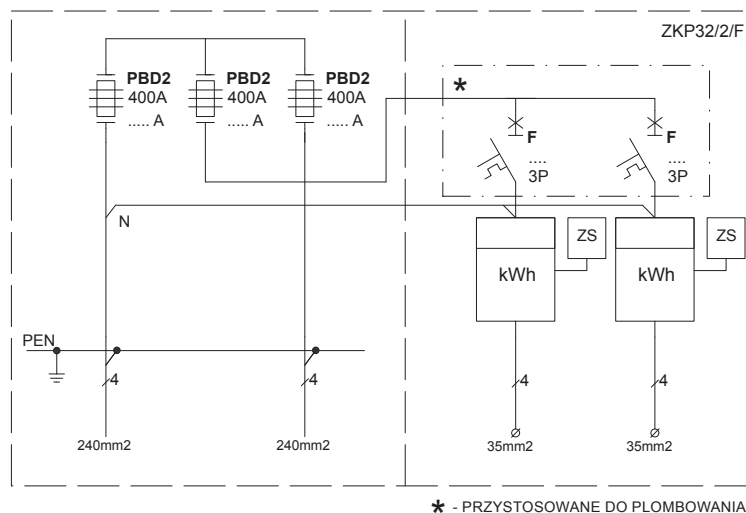 ZKP32/2/F
PBD2 PBD2 PBD2
400A 400A 400A
..... A ..... A ..... A
*
F F
.... ....
3P 3P
N
ZS ZS
kWh kWh
PEN
4 4 4 4
240mm2 240mm2 35mm2 35mm2
* - PRZYSTOSOWANE DO PLOMBOWANIA